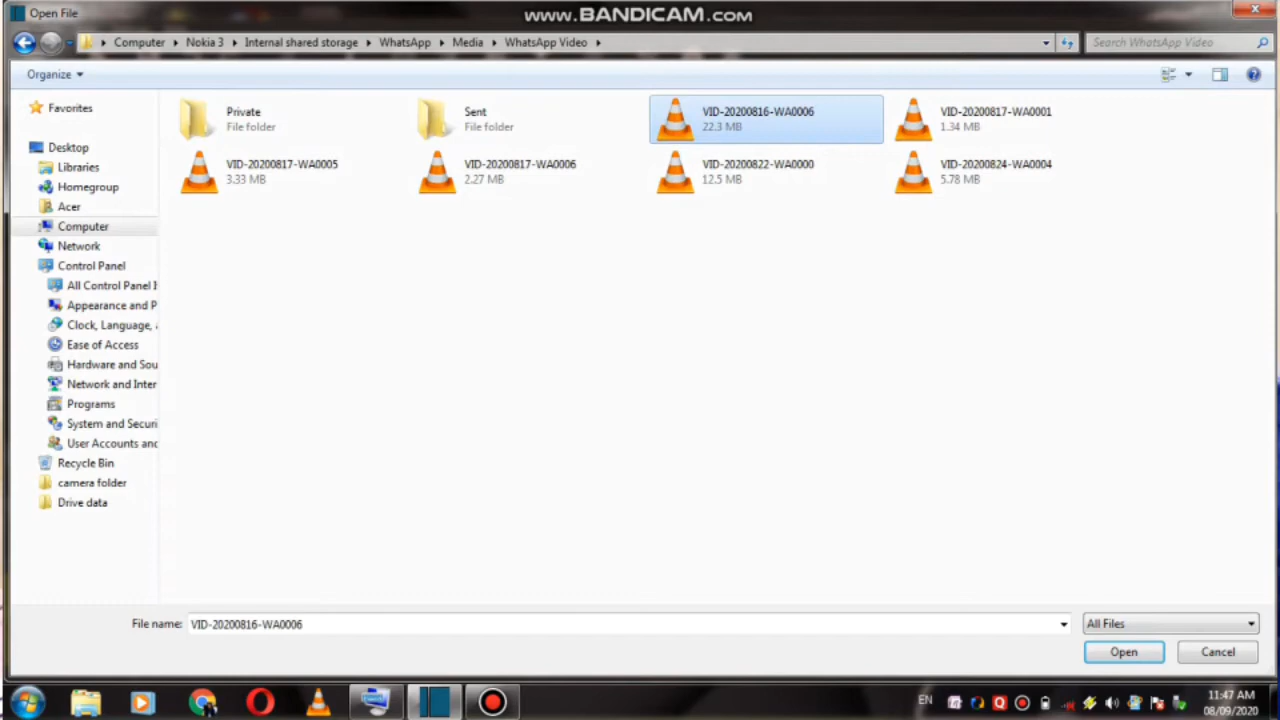 Open File
www.BANDICAM.com
Computer Nokia 3 Internal shared storage WhatsApp Media WhatsApp Video
Search WhatsApp Video
Organize
Favorites
Desktop
Libraries
Homegroup
Acer
Computer
Network
Control Panel
All Control Panel I
Appearance and P
Clock, Language, a
Ease of Access
Hardware and Sou
Network and Inter
Programs
System and Securi
User Accounts and
Recycle Bin
camera folder
Drive data
Private
File folder
Sent
File folder
VID-20200816-WA0006
22.3 MB
VID-20200817-WA0001
1.34 MB
VID-20200817-WA0005
3.33 MB
VID-20200817-WA0006
2.27 MB
VID-20200822-WA0000
12.5 MB
VID-20200824-WA0004
5.78 MB
File name: VID-20200816-WA0006
All Files
Open
Cancel
EN
11:47 AM
08/09/2020